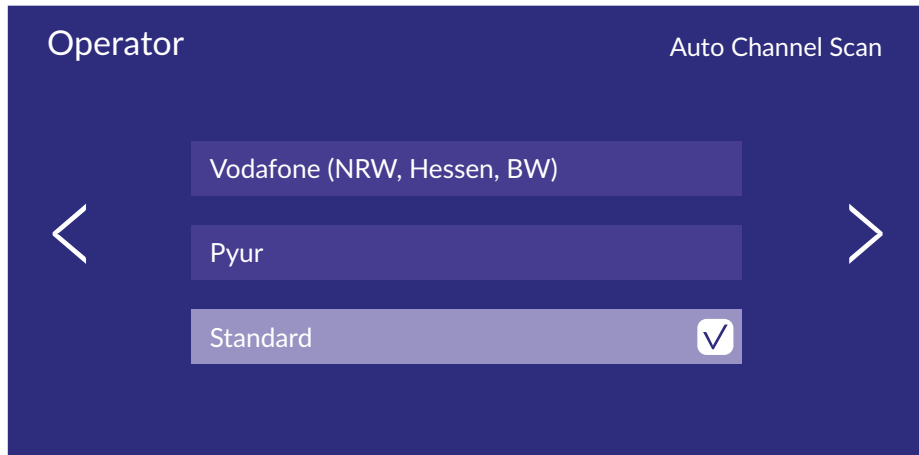 Operator
Auto Channel Scan
Vodafone (NRW, Hessen, BW)
Pyur
Standard